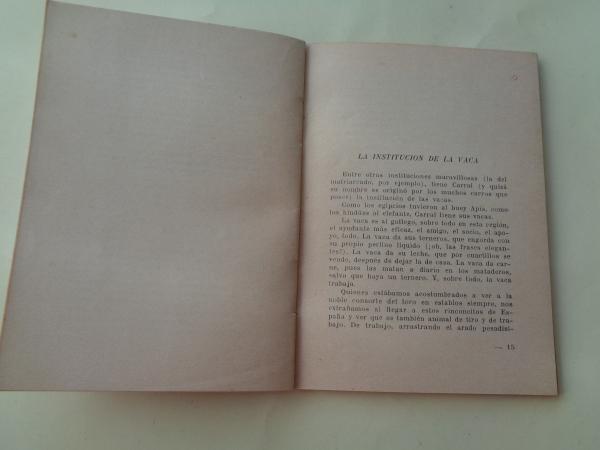 LA INSTITUCION DE LA VACA
Entre otras instituciones maravillosas (la del
matriarcado, por ejemplo), tiene Carral (y quizá
su nombre se originó por los muchos carros que
posee) la institución de las vacas.
Como los egipcios tuvieron al buey Apis, como
los hindúes al elefante, Carral tiene sus vacas.
La vaca es al gallego, sobre todo en esta región,
el ayudante más eficaz, el amigo, el socio, el apo-
yo, todo. La vaca da sus terneros, que engorda con
su propio perlino líquido (¡oh, las frases elegan-
tes!). La vaca da su leche, que por cuartillos se
vende, después de dejar la de casa. La vaca da car-
ne, pues las matan a diario en los mataderos,
salvo que haya un ternero. Y, sobre todo, la vaca
trabaja.
Quienes estábamos acostumbrados a ver a la
noble consorte del toro en establos siempre, nos
extrañamos al llegar a estos rinconcitos de Es-
paña y ver que es también animal de tiro y de tra-
bajo. De trabajo, arrastrando el arado pesadísi-
— 15